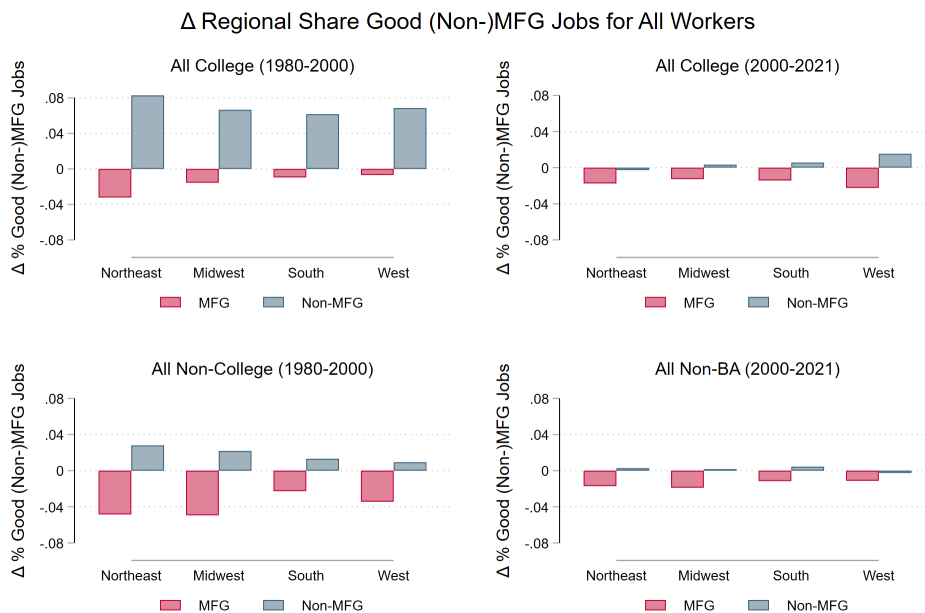 Δ Regional Share Good (Non-)MFG Jobs for All Workers
All College (1980-2000)
Δ % Good (Non-)MFG Jobs
.08
.04
0
-.04
-.08
Northeast Midwest South West
MFG Non-MFG
All College (2000-2021)
Δ % Good (Non-)MFG Jobs
.08
.04
0
-.04
-.08
Northeast Midwest South West
MFG Non-MFG
All Non-College (1980-2000)
Δ % Good (Non-)MFG Jobs
.08
.04
0
-.04
-.08
Northeast Midwest South West
MFG Non-MFG
All Non-BA (2000-2021)
Δ % Good (Non-)MFG Jobs
.08
.04
0
-.04
-.08
Northeast Midwest South West
MFG Non-MFG